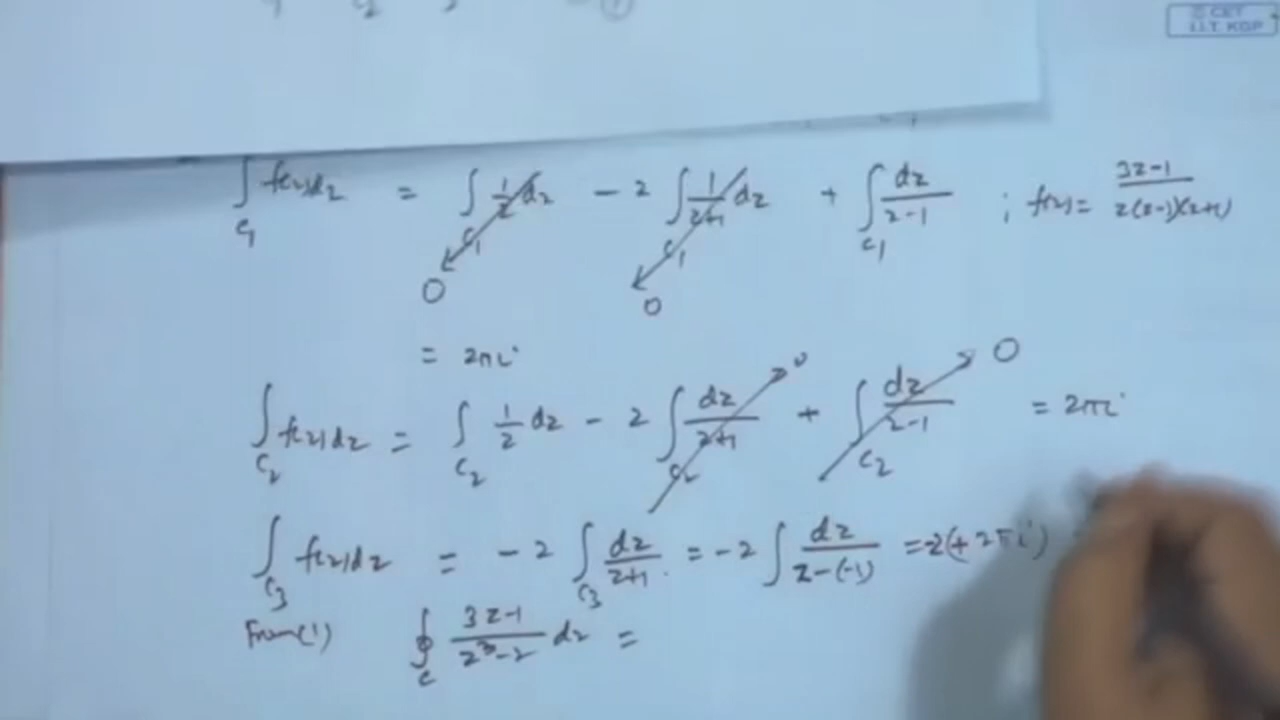 © CET
I.I.T. KGP
∫_{C1} f(z)dz = ∫_{C1} 1/z dz - 2 ∫_{C1} 1/(z+1) dz + ∫_{C1} dz/(z-1) ; f(z) = (3z-1)/(z(z-1)(z+1))
0 0
= 2πi
∫_{C2} f(z)dz = ∫_{C2} 1/z dz - 2 ∫_{C2} dz/(z+1) + ∫_{C2} dz/(z-1) = 2πi
0 0
∫_{C3} f(z)dz = -2 ∫_{C3} dz/(z+1) = -2 ∫ dz/(z-(-1)) = -2(+2πi)
From (1) ∮_C (3z-1)/(z³-z) dz =